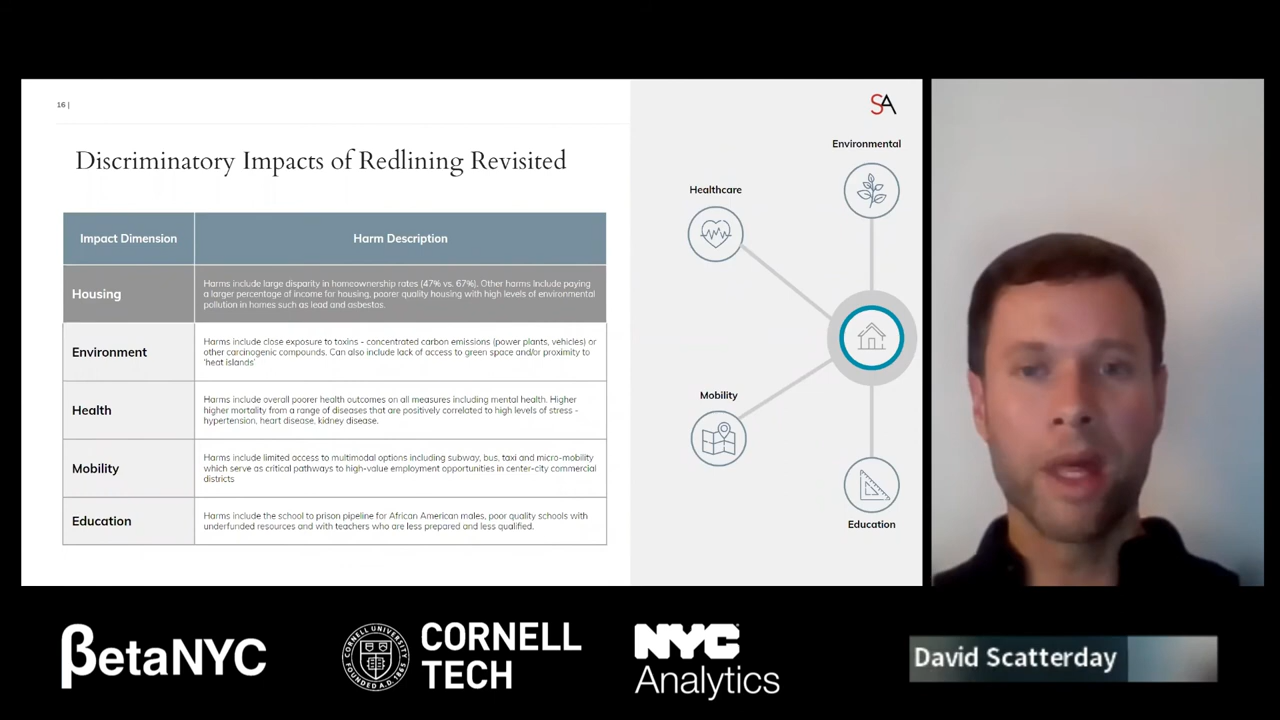 16 |
SA
Discriminatory Impacts of Redlining Revisited
Impact Dimension
Harm Description
Housing
Harms include large disparity in homeownership rates (47% vs. 67%). Other harms Include paying
a larger percentage of income for housing, poorer quality housing with high levels of environmental
pollution in homes such as lead and asbestos.
Environment
Harms include close exposure to toxins - concentrated carbon emissions (power plants, vehicles) or
other carcinogenic compounds. Can also include lack of access to green space and/or proximity to
'heat islands'
Health
Harms include overall poorer health outcomes on all measures including mental health. Higher
higher mortality from a range of diseases that are positively correlated to high levels of stress -
hypertension, heart disease, kidney disease.
Mobility
Harms include limited access to multimodal options including subway, bus, taxi and micro-mobility
which serve as critical pathways to high-value employment opportunities in center-city commercial
districts
Education
Harms include the school to prison pipeline for African American males, poor quality schools with
underfunded resources and with teachers who are less prepared and less qualified.
Environmental
Healthcare
Mobility
Education
βetaNYC
CORNELL UNIVERSITY
FOUNDED A.D. 1865
CORNELL
TECH
NYC
Analytics
David Scatterday